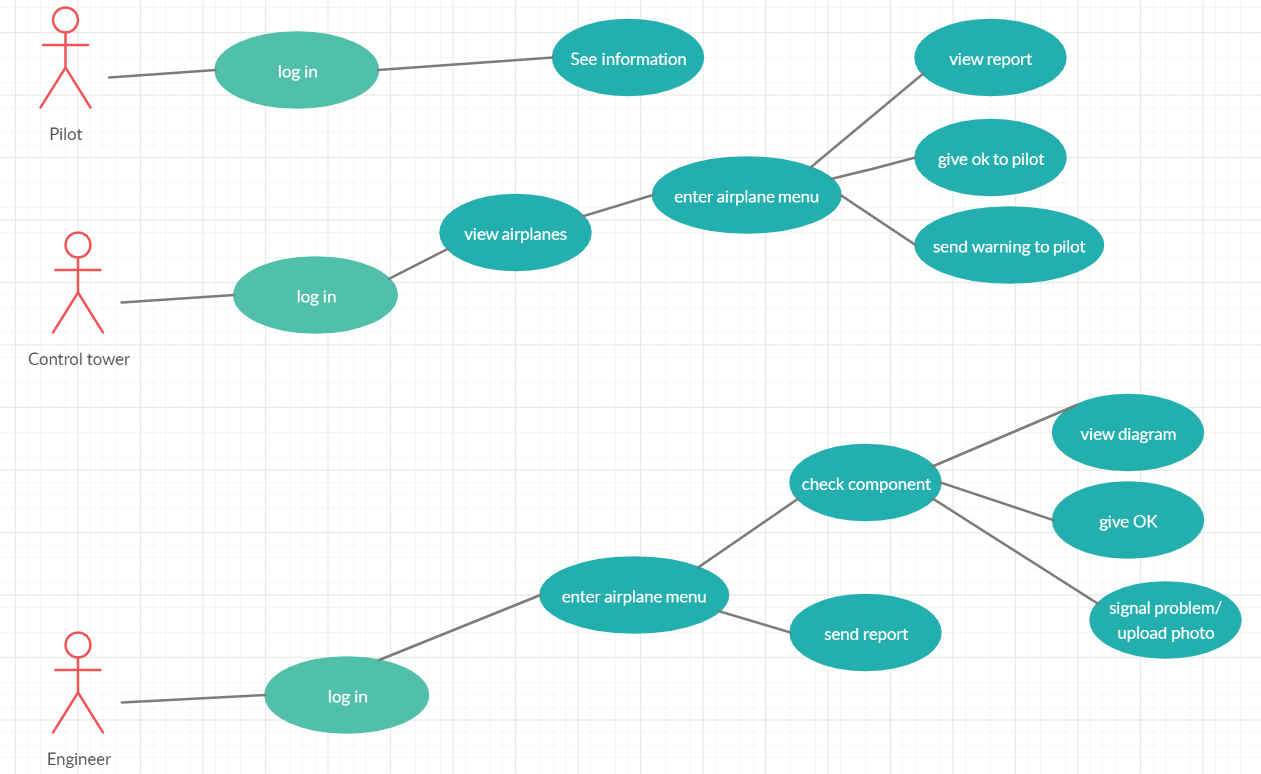 Pilot
log in
See information
view report
give ok to pilot
enter airplane menu
send warning to pilot
view airplanes
log in
Control tower
view diagram
check component
give OK
enter airplane menu
signal problem/
upload photo
send report
log in
Engineer